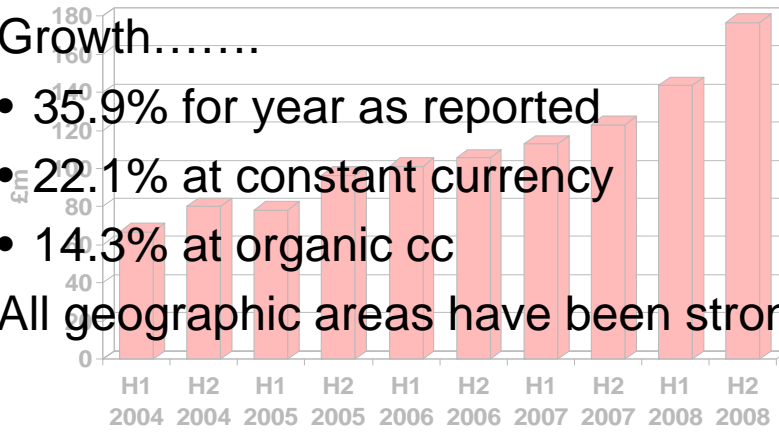 Growth.......
• 35.9% for year as reported
• 22.1% at constant currency
• 14.3% at organic cc
All geographic areas have been stron
£m
180
160
140
120
100
80
60
40
20
0
H1 H2 H1 H2 H1 H2 H1 H2 H1 H2
2004 2004 2005 2005 2006 2006 2007 2007 2008 2008